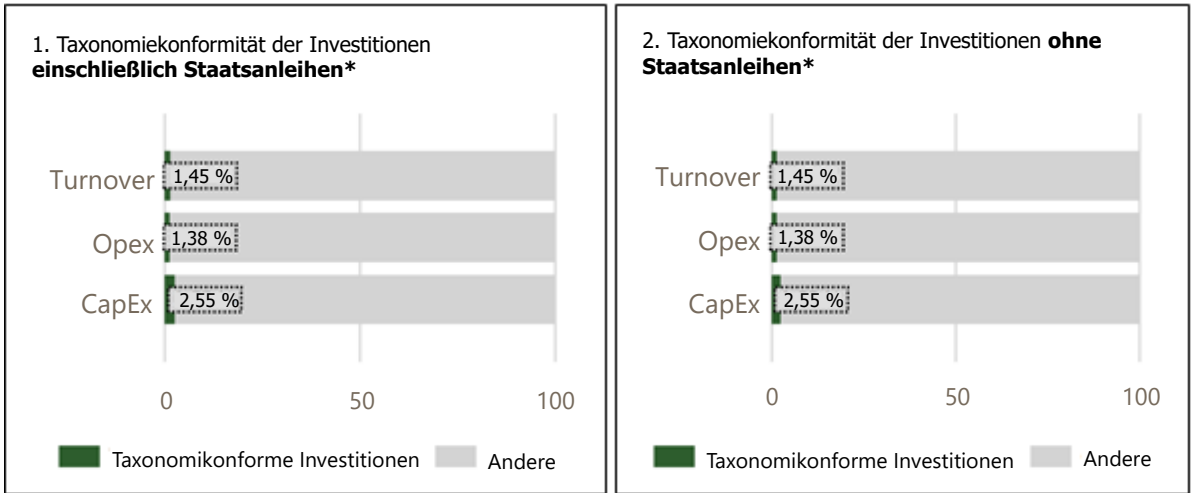 1. Taxonomiekonformität der Investitionen
einschließlich Staatsanleihen*
Turnover 1,45 %
Opex 1,38 %
CapEx 2,55 %
0 50 100
Taxonomikonforme Investitionen Andere
2. Taxonomiekonformität der Investitionen ohne
Staatsanleihen*
Turnover 1,45 %
Opex 1,38 %
CapEx 2,55 %
0 50 100
Taxonomikonforme Investitionen Andere